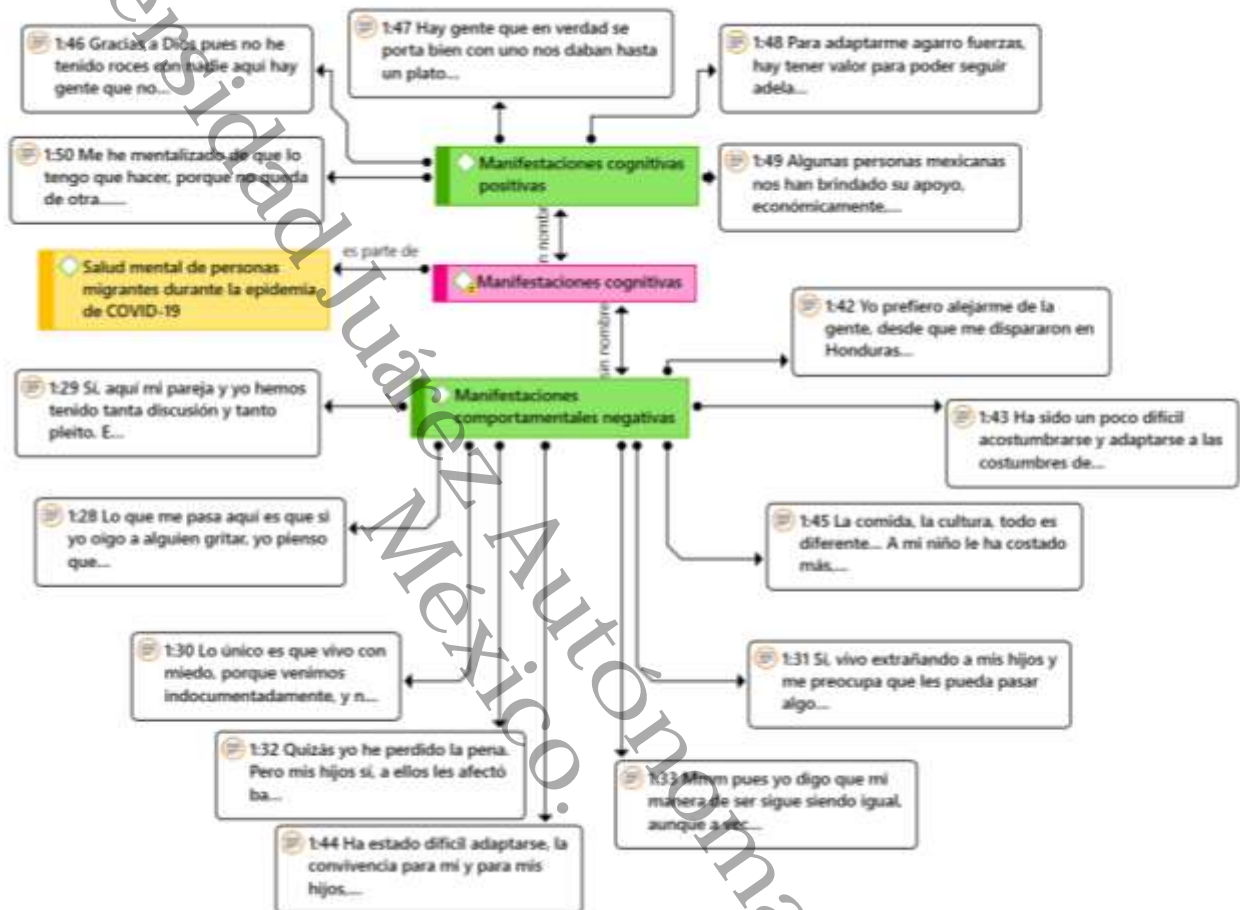 1:46 Gracias a Dios pues no he
tenido roces con nadie aqui hay
gente que no...
1:47 Hay gente que en verdad se
porta bien con uno nos daban hasta
un plato...
1:48 Para adaptarme agarro fuerzas,
hay tener valor para poder seguir
adela...
1:50 Me he mentalizado de que lo
tengo que hacer, porque no queda
de otra......
Manifestaciones cognitivas
positivas
1:49 Algunas personas mexicanas
nos han brindado su apoyo,
económicamente,...
n nombre
Salud mental de personas
migrantes durante la epidemia
de COVID-19
es parte de
Manifestaciones cognitivas
sin nombre
1:42 Yo prefiero alejarme de la
gente, desde que me dispararon en
Honduras...
1:29 Sí, aquí mi pareja y yo hemos
tenido tanta discusión y tanto
pleito. E...
Manifestaciones
comportamentales negativas
1:43 Ha sido un poco difícil
acostumbrarse y adaptarse a las
costumbres de...
1:28 Lo que me pasa aquí es que si
yo oigo a alguien gritar, yo pienso
que...
1:45 La comida, la cultura, todo es
diferente... A mi niño le ha costado
más,...
1:30 Lo único es que vivo con
miedo, porque venimos
indocumentadamente, y n...
1:31 Sí, vivo extrañando a mis hijos y
me preocupa que les pueda pasar
algo...
1:32 Quizás yo he perdido la pena.
Pero mis hijos sí, a ellos les afectó
ba...
1:33 Mmm pues yo digo que mi
manera de ser sigue siendo igual,
aunque a vec...
1:44 Ha estado difícil adaptarse, la
convivencia para mí y para mis
hijos,...
ersidad Juárez Autónoma
México.